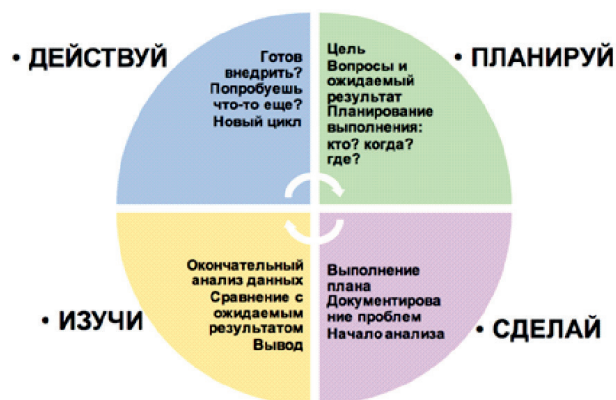 • ДЕЙСТВУЙ
Готов
внедрить?
Попробуешь
что-то еще?
Новый цикл
• ПЛАНИРУЙ
Цель
Вопросы и
ожидаемый
результат
Планирование
выполнения:
кто? когда?
где?
• ИЗУЧИ
Окончательный
анализ данных
Сравнение с
ожидаемым
результатом
Вывод
• СДЕЛАЙ
Выполнение
плана
Документирова
ние проблем
Начало анализа